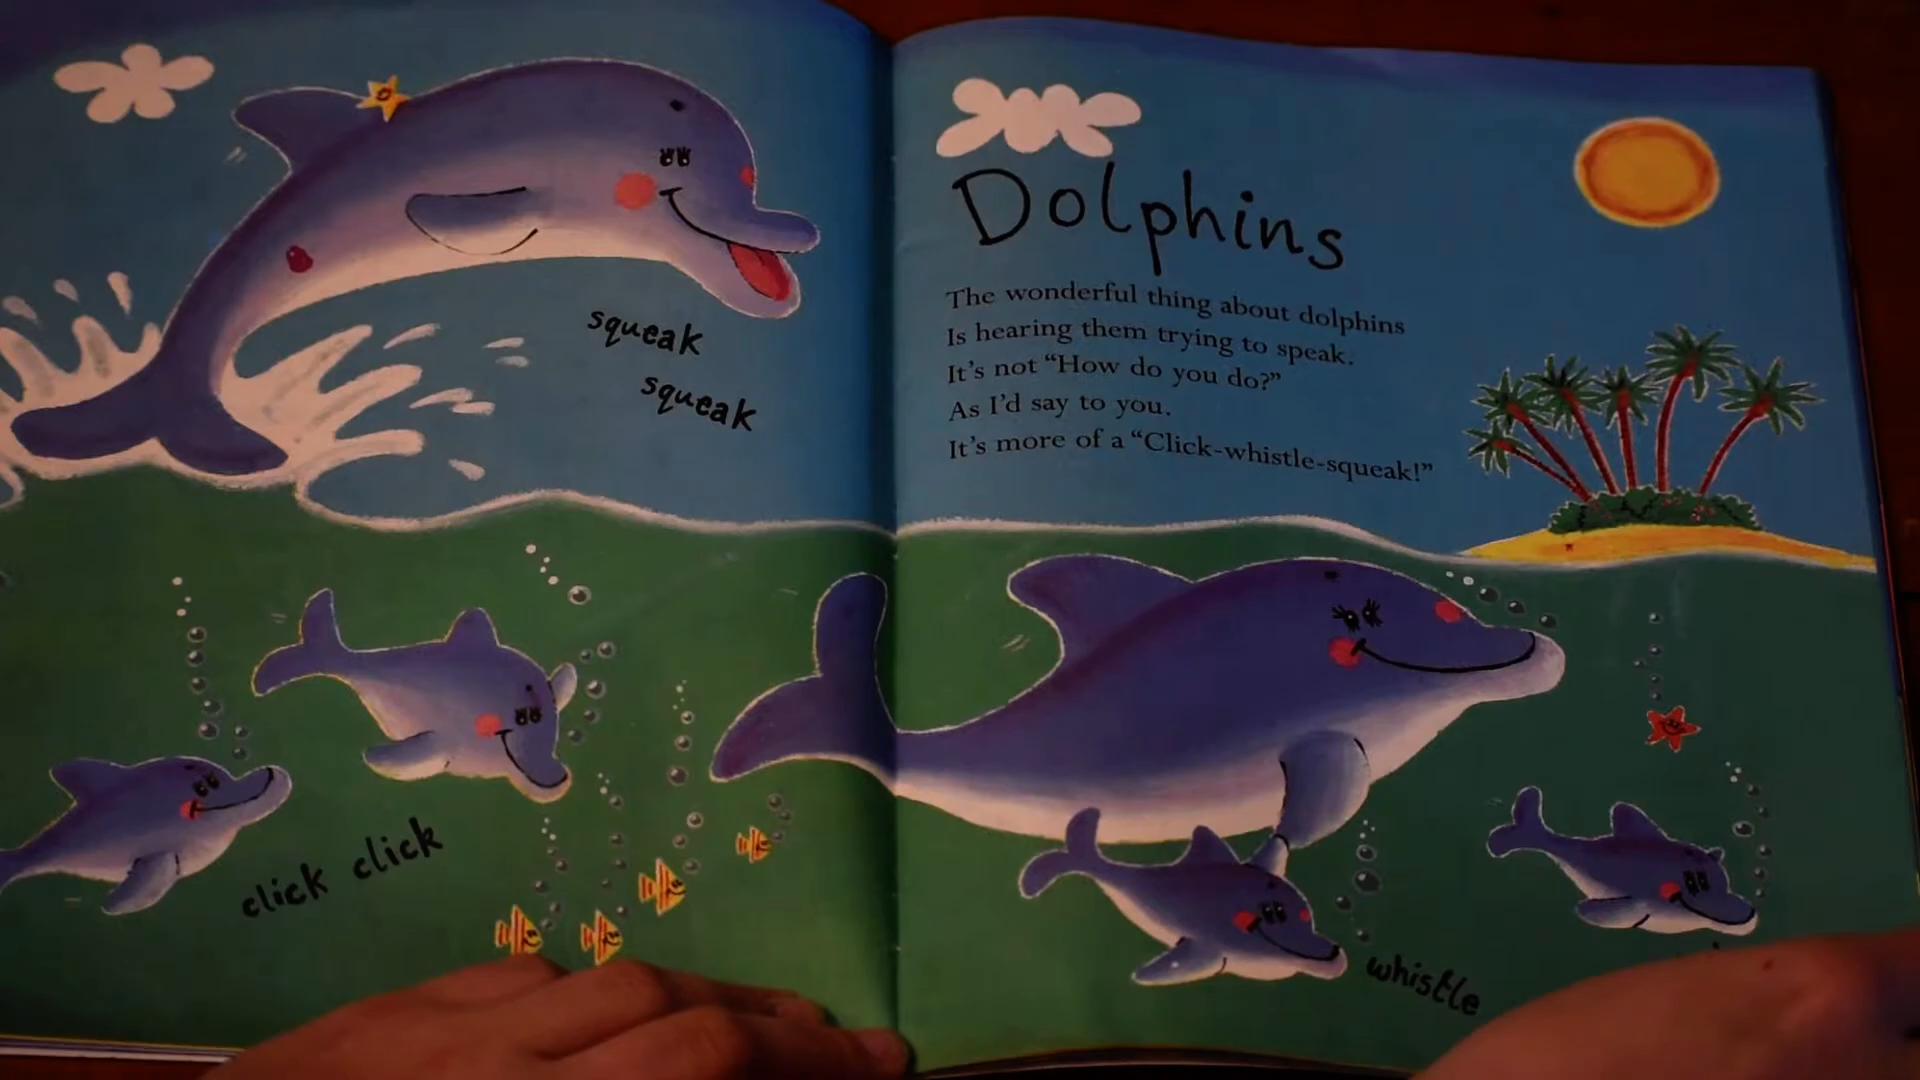 squeak
squeak
click click
Dolphins
The wonderful thing about dolphins
Is hearing them trying to speak.
It's not “How do you do?”
As I'd say to you.
It's more of a “Click-whistle-squeak!”
whistle